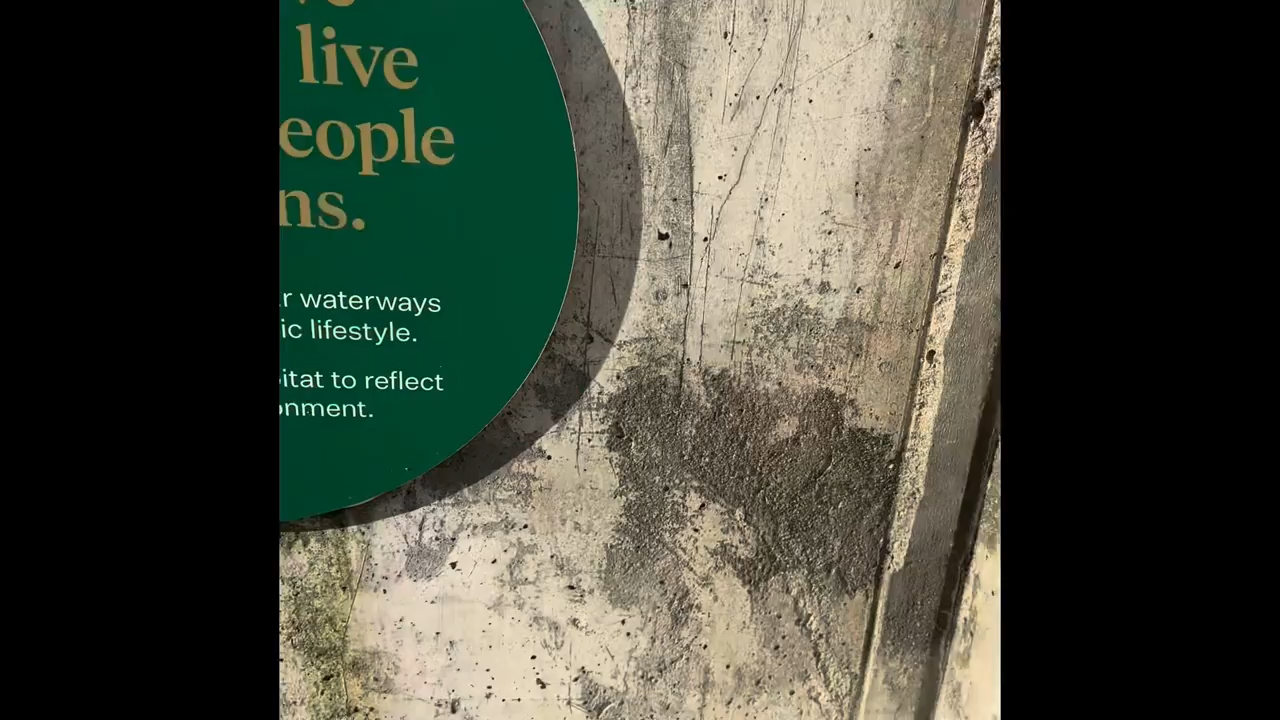 live
eople
ns.
r waterways
ic lifestyle.
itat to reflect
onment.